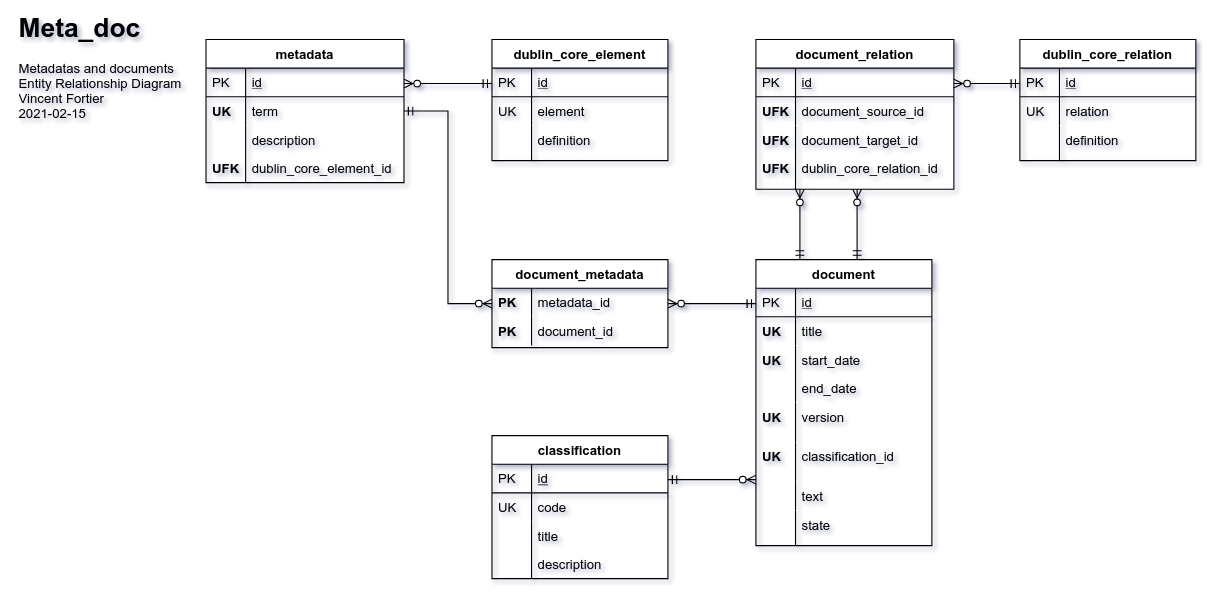 Meta_doc
Metadatas and documents
Entity Relationship Diagram
Vincent Fortier
2021-02-15
metadata
PK id
UK term
description
UFK dublin_core_element_id
dublin_core_element
PK id
UK element
definition
document_relation
PK id
UFK document_source_id
UFK document_target_id
UFK dublin_core_relation_id
dublin_core_relation
PK id
UK relation
definition
document_metadata
PK metadata_id
PK document_id
document
PK id
UK title
UK start_date
end_date
UK version
UK classification_id
text
state
classification
PK id
UK code
title
description